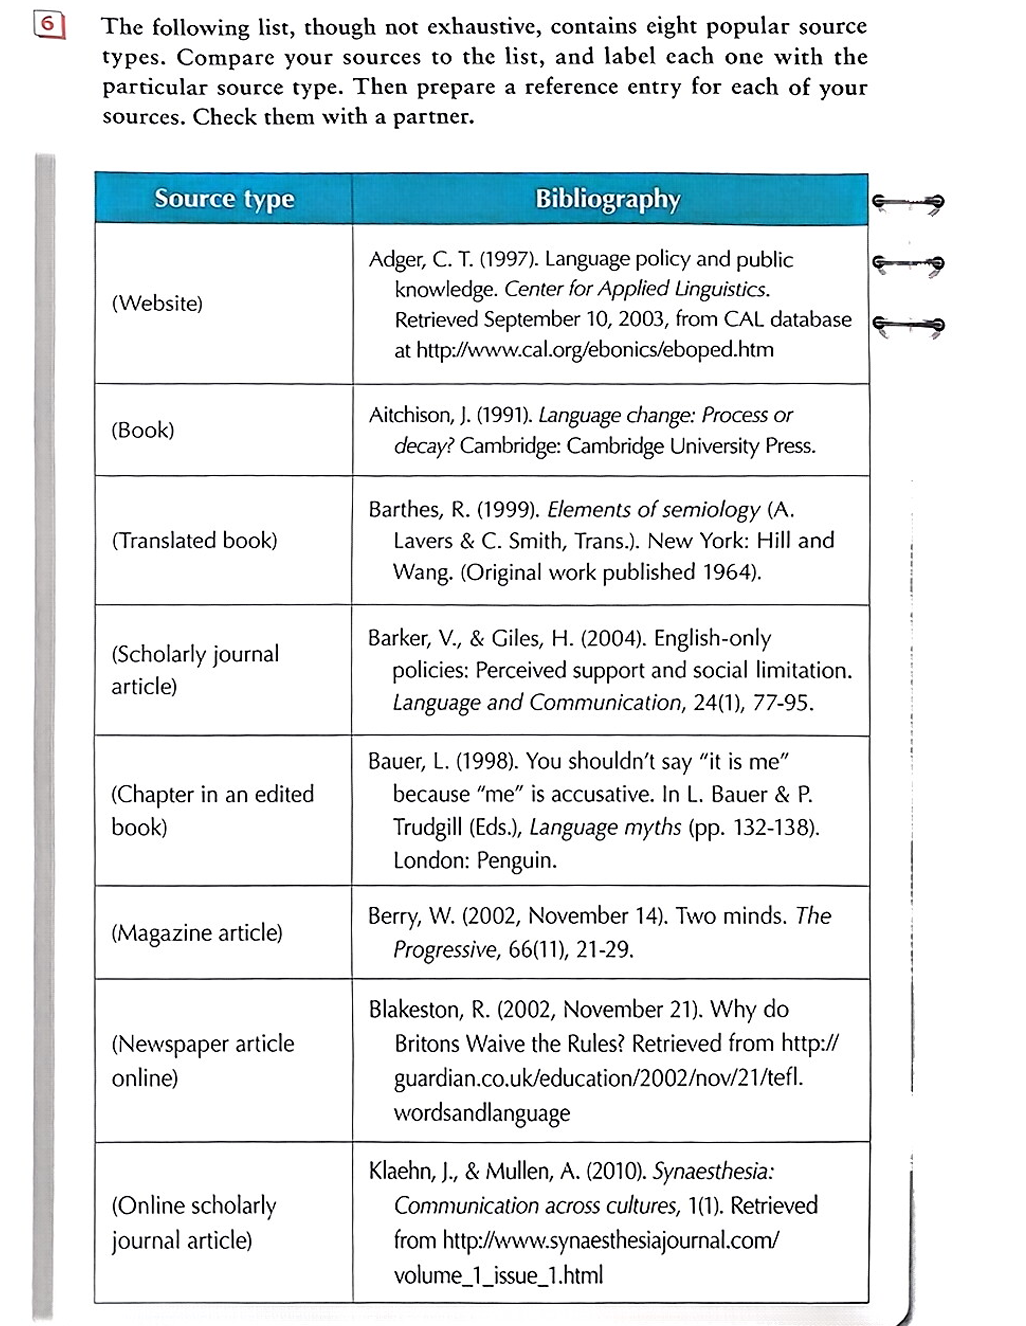 6
The following list, though not exhaustive, contains eight popular source
types. Compare your sources to the list, and label each one with the
particular source type. Then prepare a reference entry for each of your
sources. Check them with a partner.
Source type
Bibliography
(Website)
Adger, C. T. (1997). Language policy and public
knowledge. Center for Applied Linguistics.
Retrieved September 10, 2003, from CAL database
at http://www.cal.org/ebonics/eboped.htm
(Book)
Aitchison, J. (1991). Language change: Process or
decay? Cambridge: Cambridge University Press.
(Translated book)
Barthes, R. (1999). Elements of semiology (A.
Lavers & C. Smith, Trans.). New York: Hill and
Wang. (Original work published 1964).
(Scholarly journal
article)
Barker, V., & Giles, H. (2004). English-only
policies: Perceived support and social limitation.
Language and Communication, 24(1), 77-95.
(Chapter in an edited
book)
Bauer, L. (1998). You shouldn't say "it is me"
because "me" is accusative. In L. Bauer & P.
Trudgill (Eds.), Language myths (pp. 132-138).
London: Penguin.
(Magazine article)
Berry, W. (2002, November 14). Two minds. The
Progressive, 66(11), 21-29.
(Newspaper article
online)
Blakeston, R. (2002, November 21). Why do
Britons Waive the Rules? Retrieved from http://
guardian.co.uk/education/2002/nov/21/tefl.
wordsandlanguage
(Online scholarly
journal article)
Klaehn, J., & Mullen, A. (2010). Synaesthesia:
Communication across cultures, 1(1). Retrieved
from http://www.synaesthesiajournal.com/
volume_1_issue_1.html